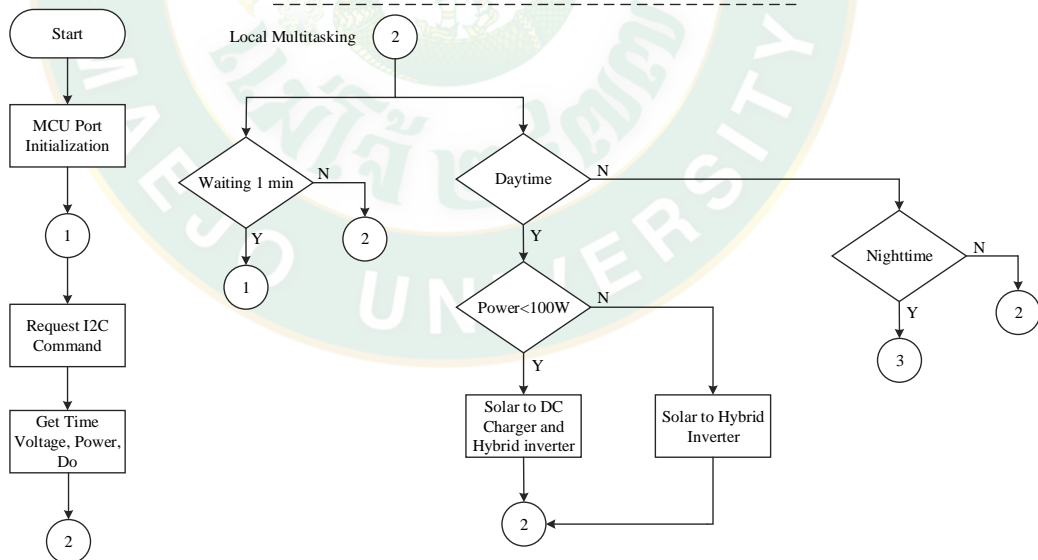 Start
MCU Port
Initialization
1
Request I2C
Command
Get Time
Voltage, Power,
Do
2
Local Multitasking
2
Waiting 1 min
N
2
Y
1
Daytime
N
Y
Power<100W
N
Y
Solar to DC
Charger and
Hybrid inverter
Solar to Hybrid
Inverter
2
Nighttime
N
2
Y
3
MAEJO UNIVERSITY